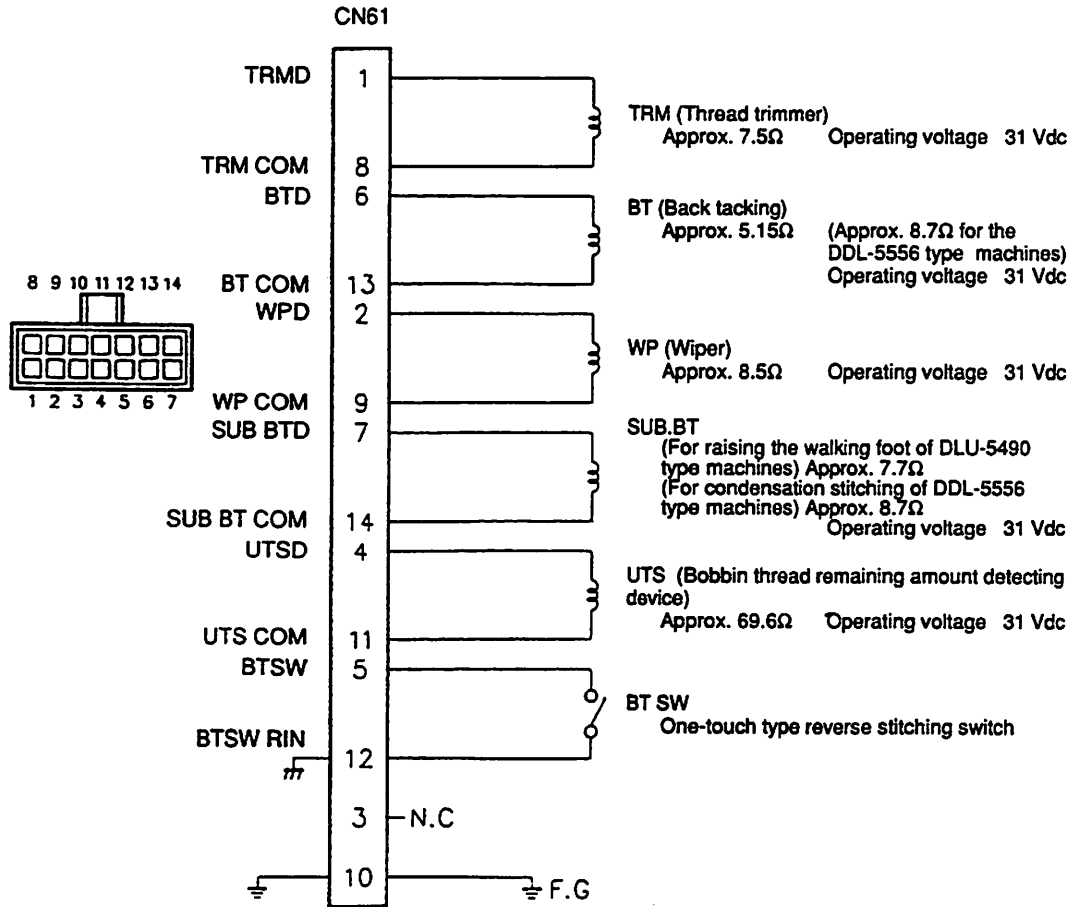 CN61
TRMD 1
TRM (Thread trimmer)
Approx. 7.5Ω Operating voltage 31 Vdc
TRM COM 8
BTD 6
BT (Back tacking)
Approx. 5.15Ω (Approx. 8.7Ω for the
DDL-5556 type machines)
Operating voltage 31 Vdc
BT COM 13
WPD 2
WP (Wiper)
Approx. 8.5Ω Operating voltage 31 Vdc
WP COM 9
SUB BTD 7
SUB.BT
(For raising the walking foot of DLU-5490
type machines) Approx. 7.7Ω
(For condensation stitching of DDL-5556
type machines) Approx. 8.7Ω
Operating voltage 31 Vdc
SUB BT COM 14
UTSD 4
UTS (Bobbin thread remaining amount detecting
device)
Approx. 69.6Ω Operating voltage 31 Vdc
UTS COM 11
BTSW 5
BT SW
One-touch type reverse stitching switch
BTSW RIN 12
3 N.C
10 F.G
8 9 10 11 12 13 14
1 2 3 4 5 6 7